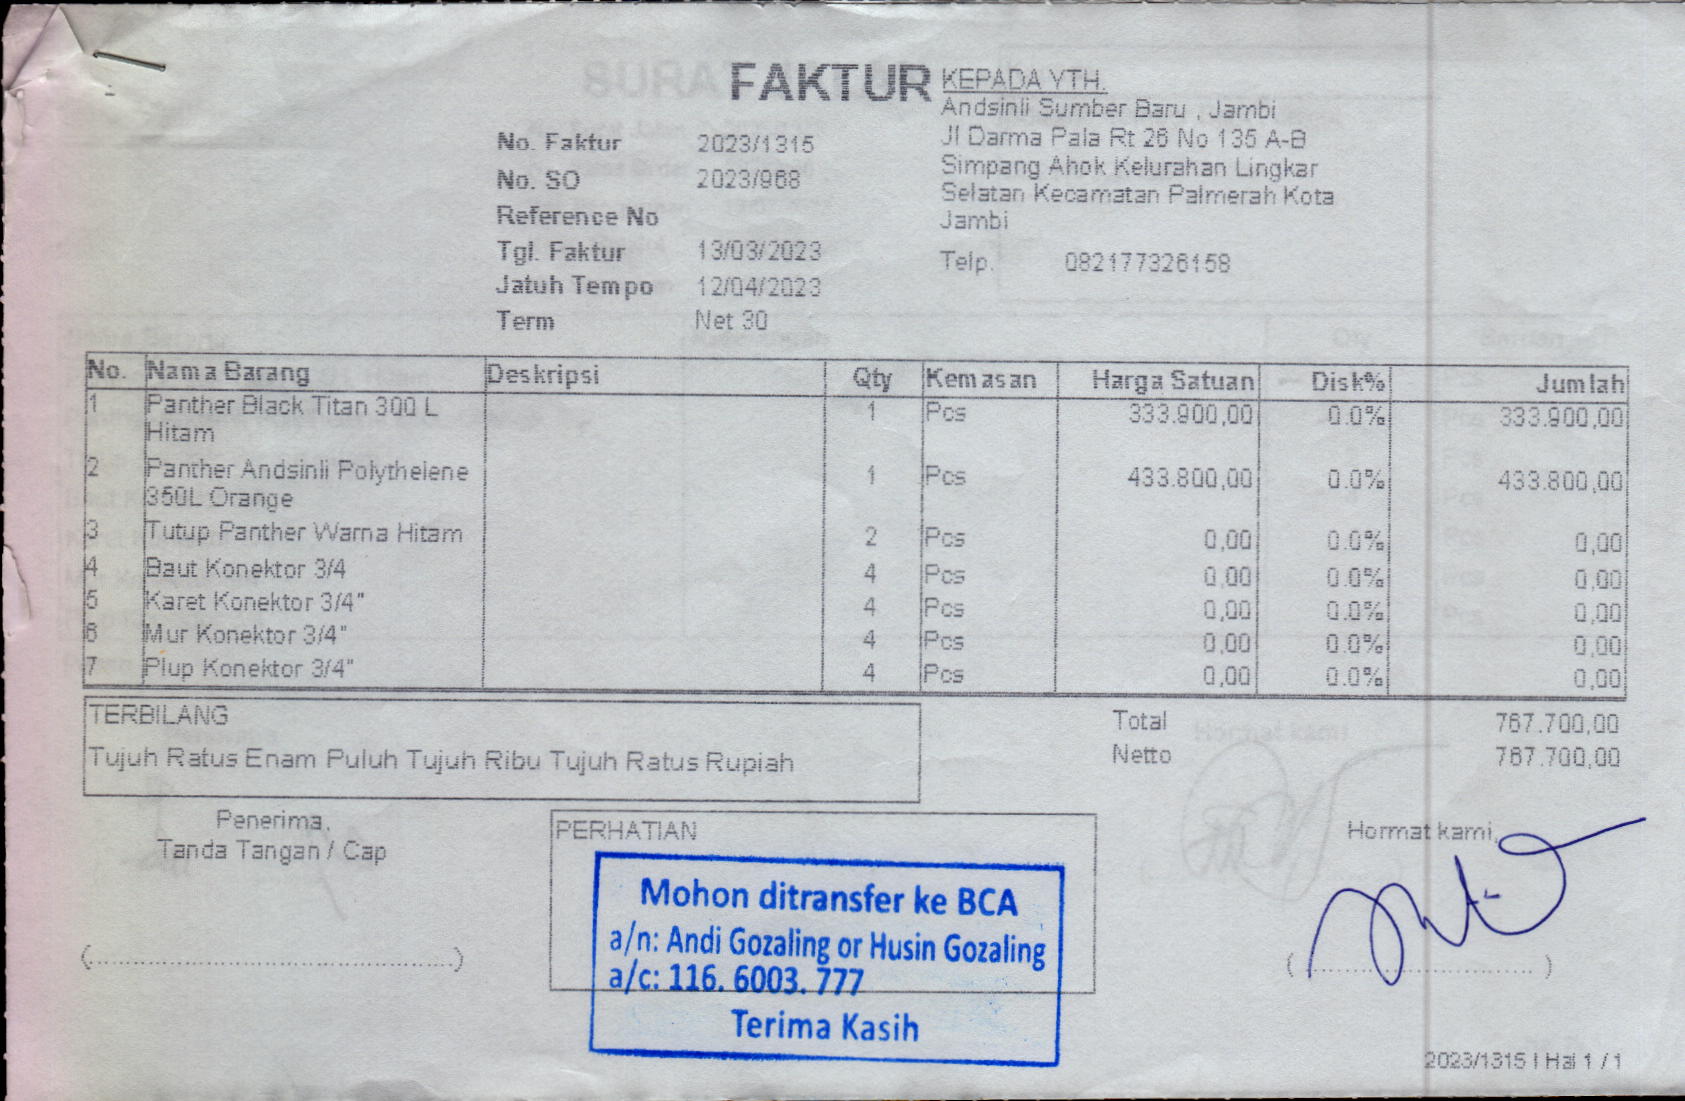 FAKTUR
KEPADA YTH.
Andsinli Sumber Baru , Jambi
Jl Darma Pala Rt 26 No 135 A-B
Simpang Ahok Kelurahan Lingkar
Selatan Kecamatan Palmerah Kota
Jambi
Telp. 082177326158
No. Faktur 2023/1315
No. SO 2023/968
Reference No
Tgl. Faktur 13/03/2023
Jatuh Tempo 12/04/2023
Term Net 30
No. Nama Barang Deskripsi Qty Kemasan Harga Satuan Disk% Jumlah
1 Panther Black Titan 300 L 1 Pcs 333.900,00 0.0% 333.900,00
Hitam
2 Panther Andsinli Polythelene 1 Pcs 433.800,00 0.0% 433.800,00
350L Orange
3 Tutup Panther Warna Hitam 2 Pcs 0,00 0.0% 0,00
4 Baut Konektor 3/4 4 Pcs 0,00 0.0% 0,00
5 Karet Konektor 3/4" 4 Pcs 0,00 0.0% 0,00
6 Mur Konektor 3/4" 4 Pcs 0,00 0.0% 0,00
7 Plup Konektor 3/4" 4 Pcs 0,00 0.0% 0,00
TERBILANG
Tujuh Ratus Enam Puluh Tujuh Ribu Tujuh Ratus Rupiah
Total 767.700,00
Netto 767.700,00
Penerima,
Tanda Tangan / Cap
(........................................)
PERHATIAN
Mohon ditransfer ke BCA
a/n: Andi Gozaling or Husin Gozaling
a/c: 116. 6003. 777
Terima Kasih
Hormat kami,
(.............................)
2023/1315 | Hal 1 / 1